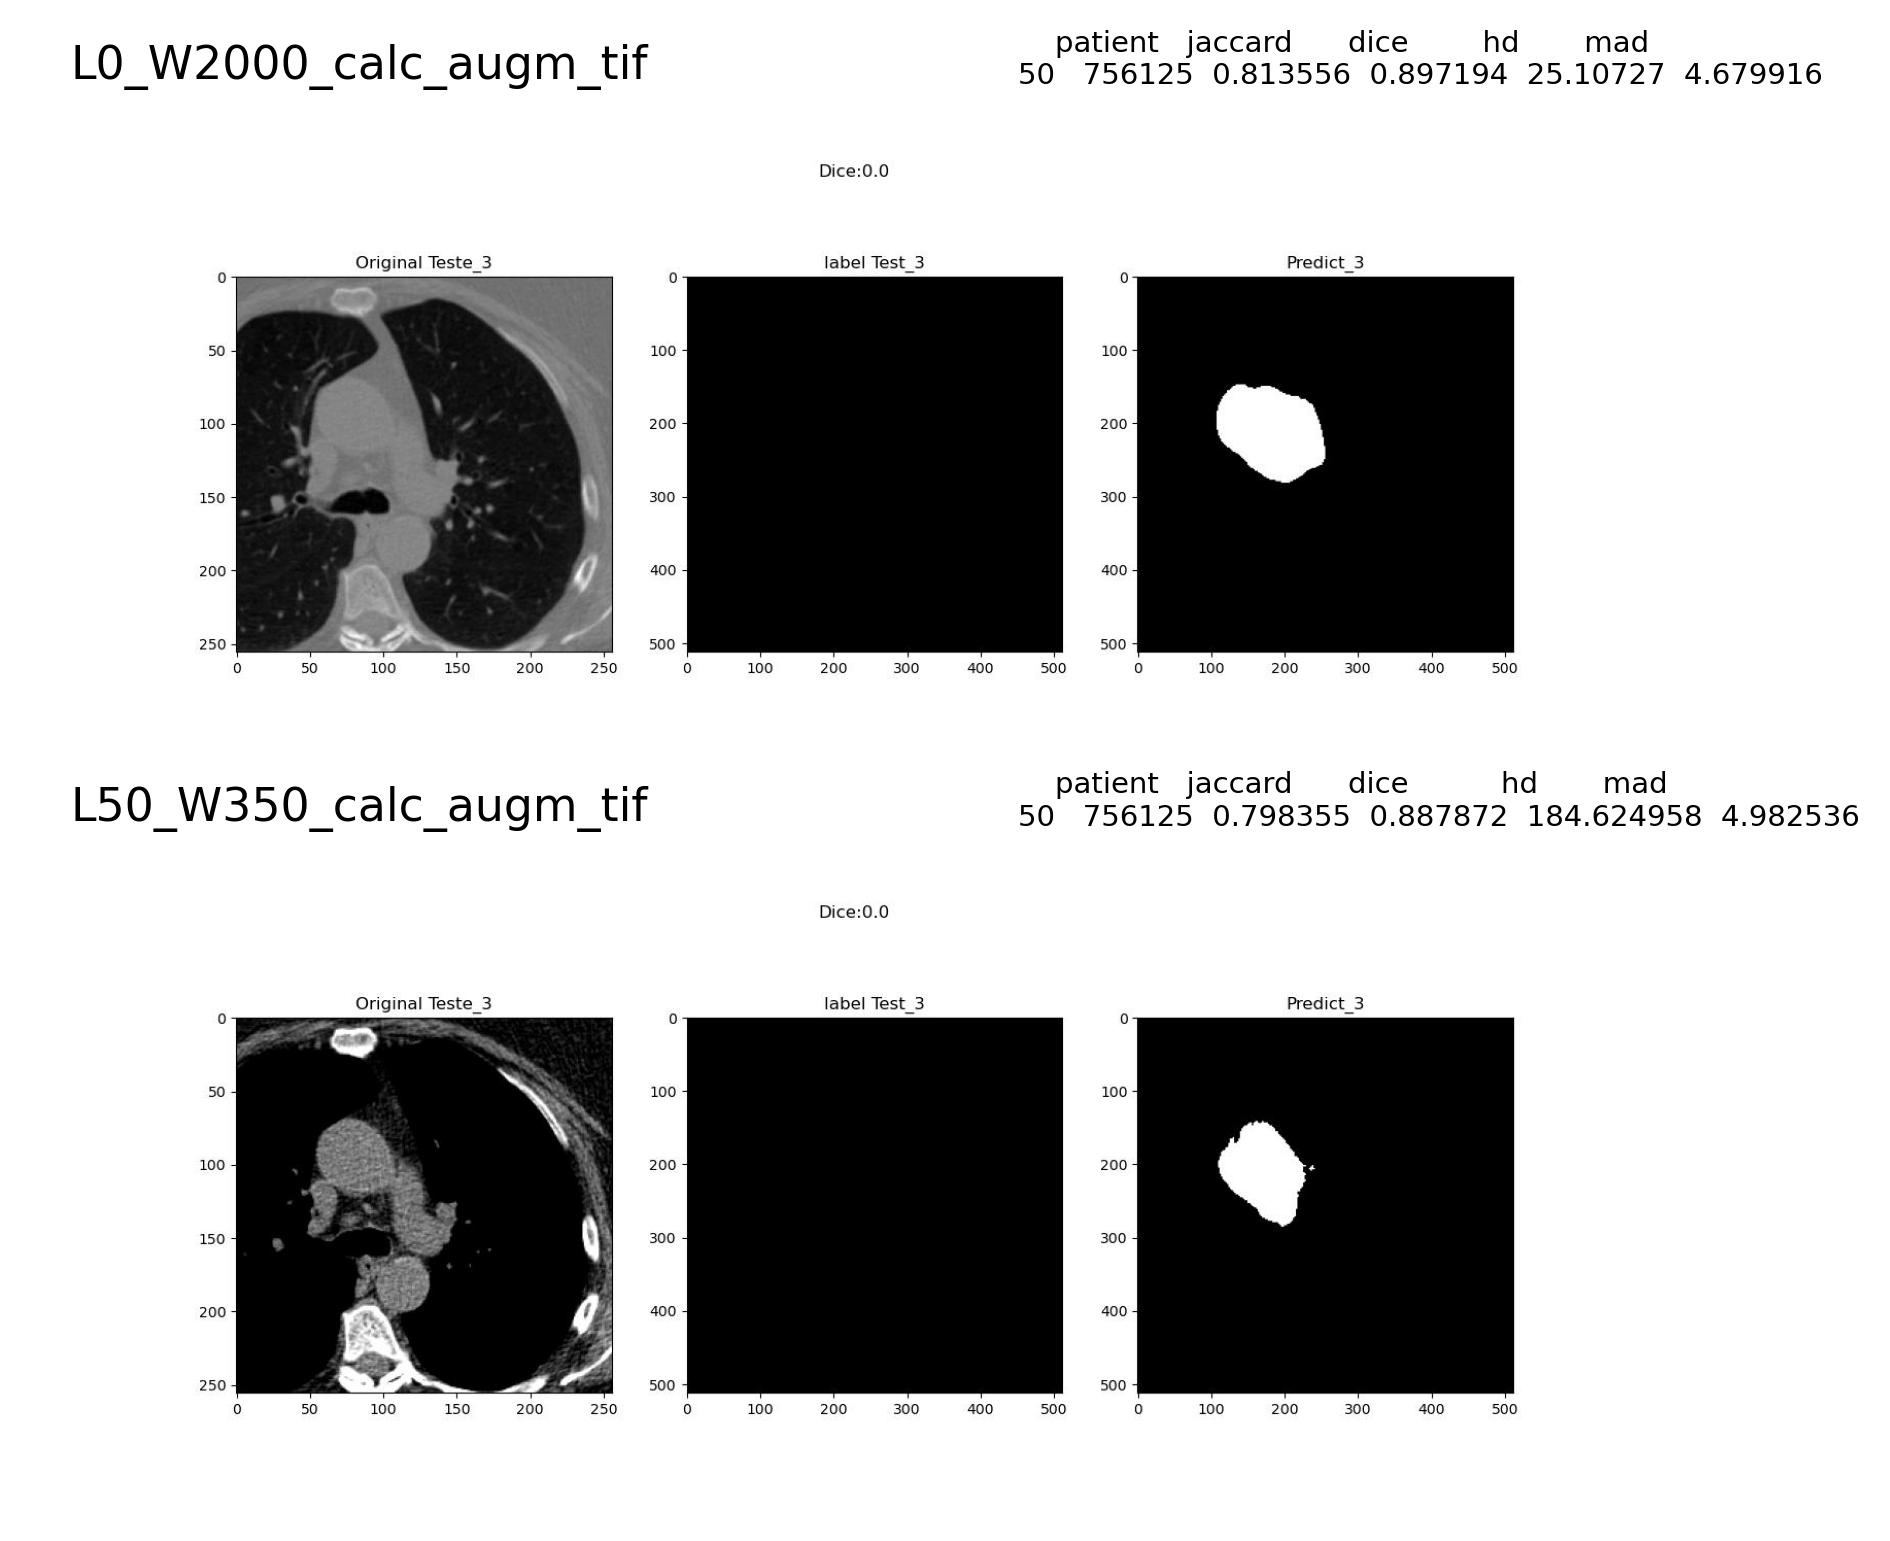 L0_W2000_calc_augm_tif
patient jaccard dice hd mad
50 756125 0.813556 0.897194 25.10727 4.679916
Dice:0.0
Original Teste_3
label Test_3
Predict_3
0
50
100
150
200
250
0 50 100 150 200 250
0
100
200
300
400
500
0 100 200 300 400 500
0
100
200
300
400
500
0 100 200 300 400 500
L50_W350_calc_augm_tif
patient jaccard dice hd mad
50 756125 0.798355 0.887872 184.624958 4.982536
Dice:0.0
Original Teste_3
label Test_3
Predict_3
0
50
100
150
200
250
0 50 100 150 200 250
0
100
200
300
400
500
0 100 200 300 400 500
0
100
200
300
400
500
0 100 200 300 400 500